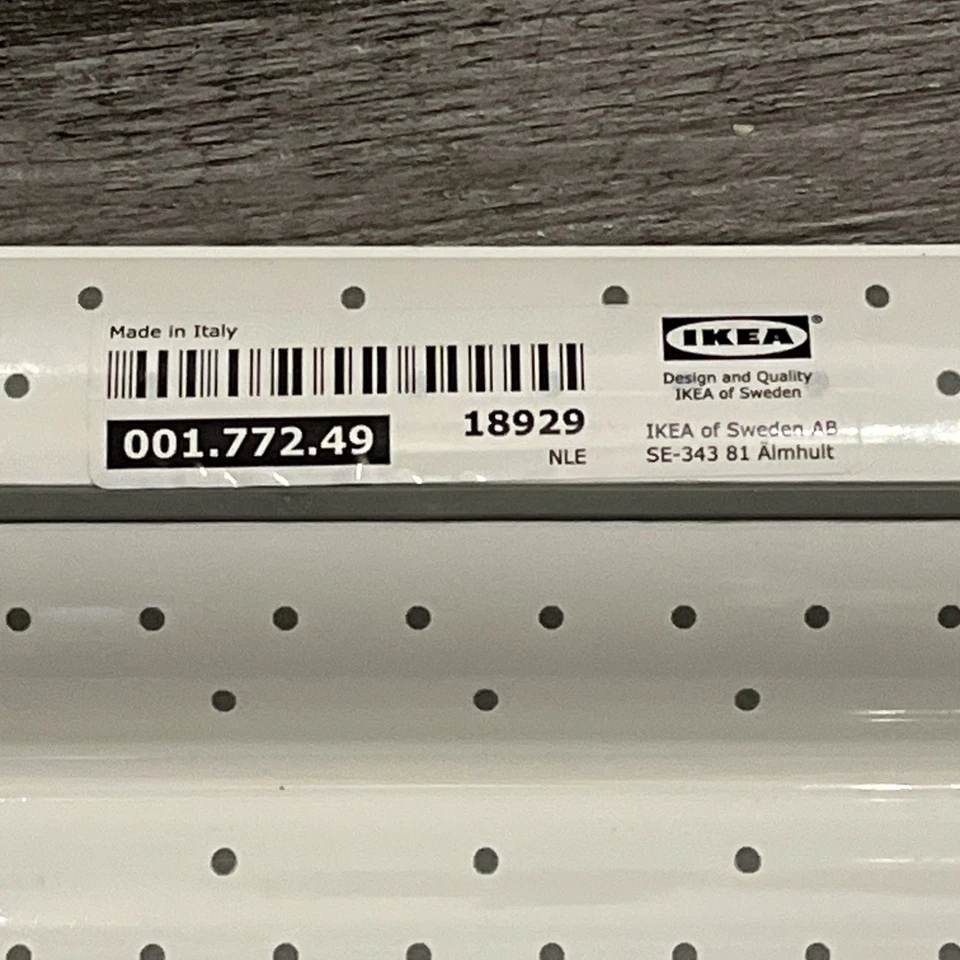 Made in Italy
001.772.49
18929
NLE
IKEA®
Design and Quality
IKEA of Sweden
IKEA of Sweden AB
SE-343 81 Älmhult